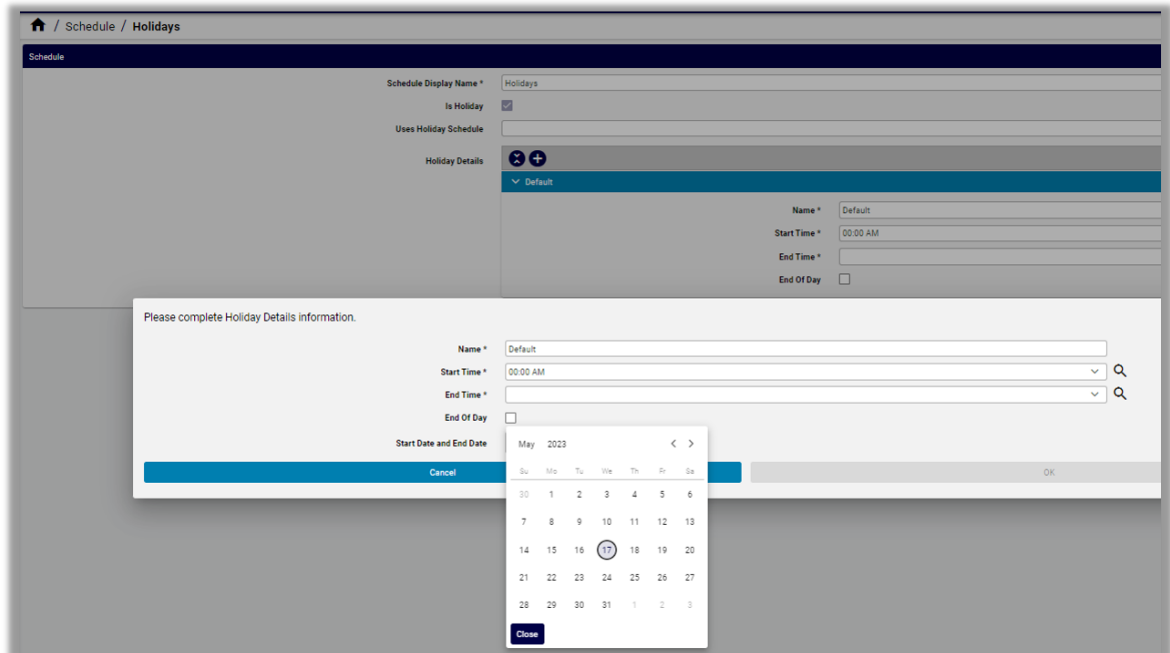 / Schedule / Holidays
Schedule
Schedule Display Name * Holidays
Is Holiday
Uses Holiday Schedule
Holiday Details
Default
Name * Default
Start Time * 00:00 AM
End Time *
End Of Day
Please complete Holiday Details information.
Name * Default
Start Time * 00:00 AM
End Time *
End Of Day
Start Date and End Date
Cancel OK
May 2023
Su Mo Tu We Th Fr Sa
30 1 2 3 4 5 6
7 8 9 10 11 12 13
14 15 16 17 18 19 20
21 22 23 24 25 26 27
28 29 30 31 1 2 3
Close